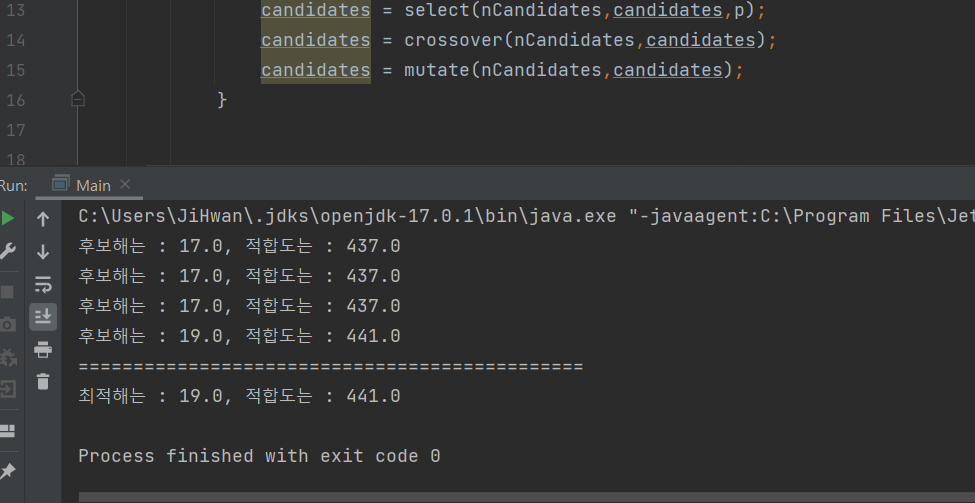 13 candidates = select(nCandidates,candidates,p);
14 candidates = crossover(nCandidates,candidates);
15 candidates = mutate(nCandidates,candidates);
16 }
17
18
Run: Main
C:\Users\JiHwan\.jdks\openjdk-17.0.1\bin\java.exe "-javaagent:C:\Program Files\Jet
후보해는 : 17.0, 적합도는 : 437.0
후보해는 : 17.0, 적합도는 : 437.0
후보해는 : 17.0, 적합도는 : 437.0
후보해는 : 19.0, 적합도는 : 441.0
==============================================
최적해는 : 19.0, 적합도는 : 441.0
Process finished with exit code 0